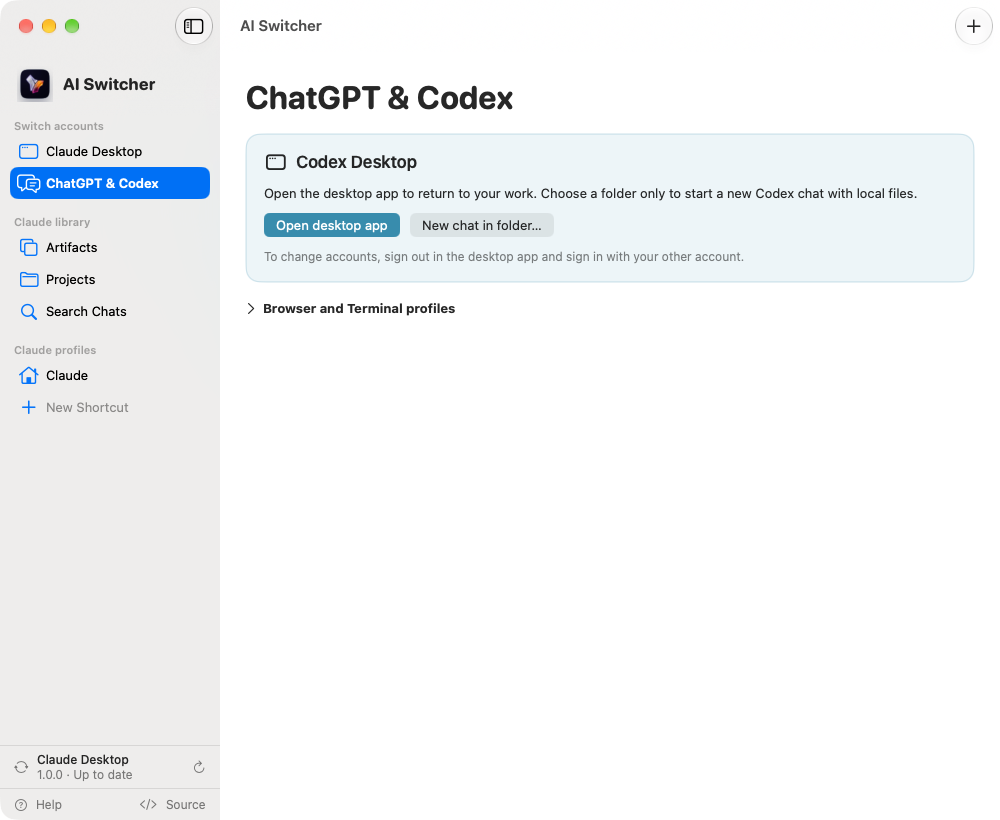 AI Switcher
AI Switcher
Switch accounts
Claude Desktop
ChatGPT & Codex
Claude library
Artifacts
Projects
Search Chats
Claude profiles
Claude
New Shortcut
Claude Desktop
1.0.0 · Up to date
Help
</> Source
ChatGPT & Codex
Codex Desktop
Open the desktop app to return to your work. Choose a folder only to start a new Codex chat with local files.
Open desktop app
New chat in folder...
To change accounts, sign out in the desktop app and sign in with your other account.
Browser and Terminal profiles